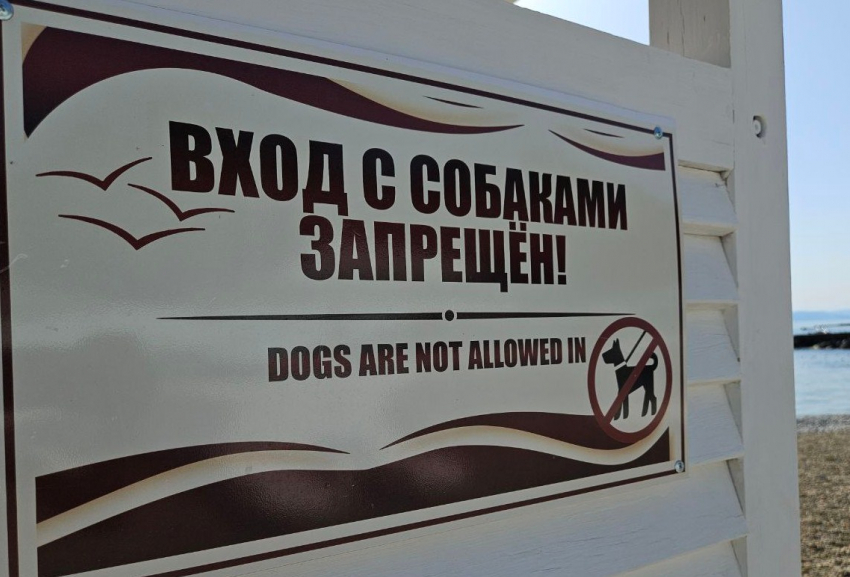 ВХОД С СОБАКАМИ
ЗАПРЕЩЁН!
DOGS ARE NOT ALLOWED IN